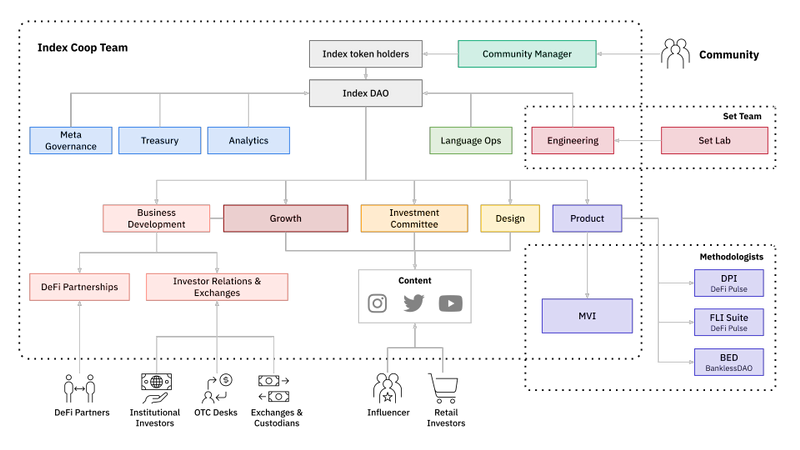 Index Coop Team
Index token holders
Community Manager
Community
Index DAO
Set Team
Meta
Governance
Treasury
Analytics
Language Ops
Engineering
Set Lab
Business
Development
Growth
Investment
Committee
Design
Product
Methodologists
DeFi Partnerships
Investor Relations &
Exchanges
Content
DPI
DeFi Pulse
MVI
FLI Suite
DeFi Pulse
BED
BanklessDAO
DeFi Partners
Institutional
Investors
OTC Desks
Exchanges &
Custodians
Influencer
Retail
Investors